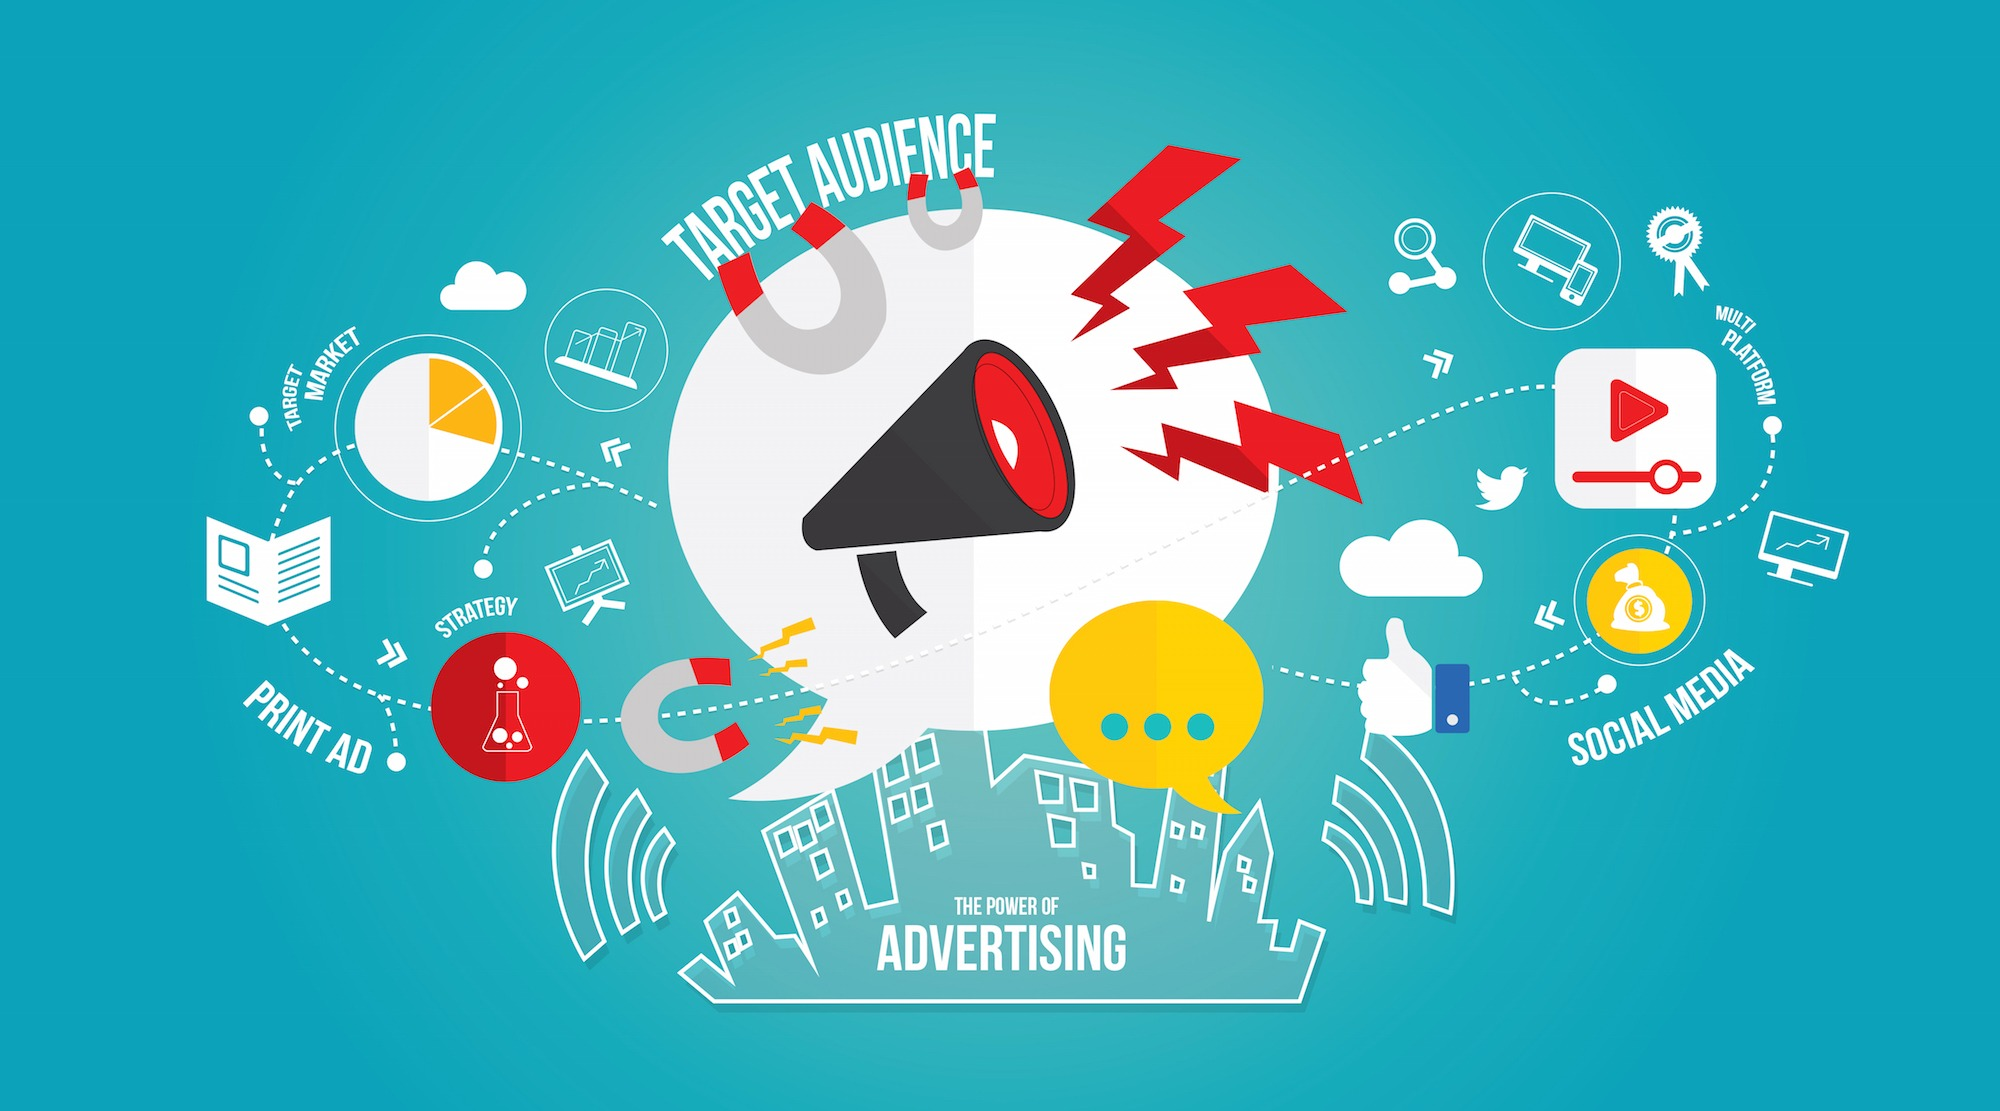 TARGET AUDIENCE
TARGET
MARKET
STRATEGY
PRINT AD
MULTI
PLATFORM
$
SOCIAL MEDIA
THE POWER OF
ADVERTISING